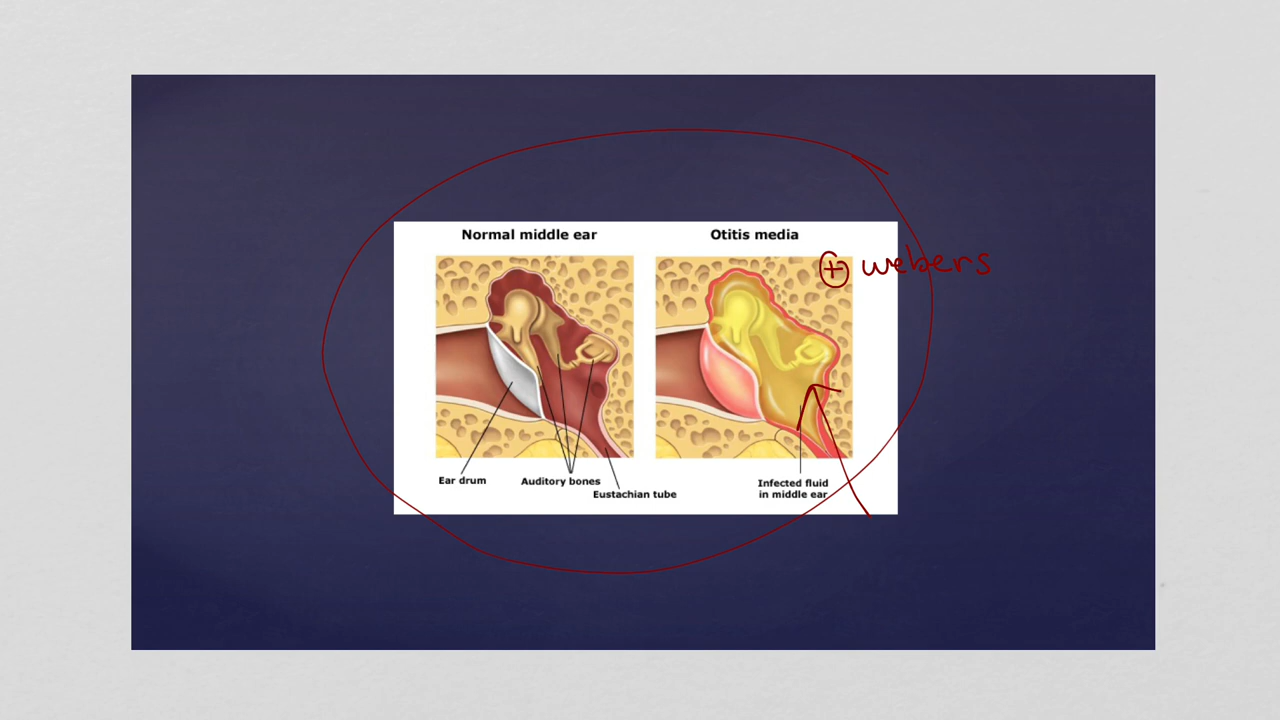 Normal middle ear
Otitis media
+ webers
Ear drum
Auditory bones
Eustachian tube
Infected fluid
in middle ear